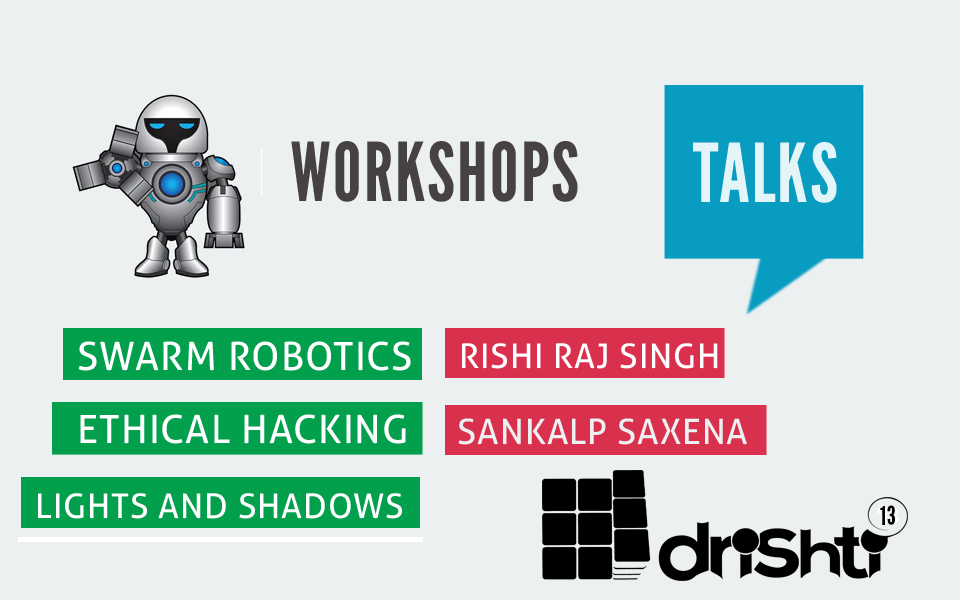 WORKSHOPS
TALKS
SWARM ROBOTICS
ETHICAL HACKING
LIGHTS AND SHADOWS
RISHI RAJ SINGH
SANKALP SAXENA
drishti
13